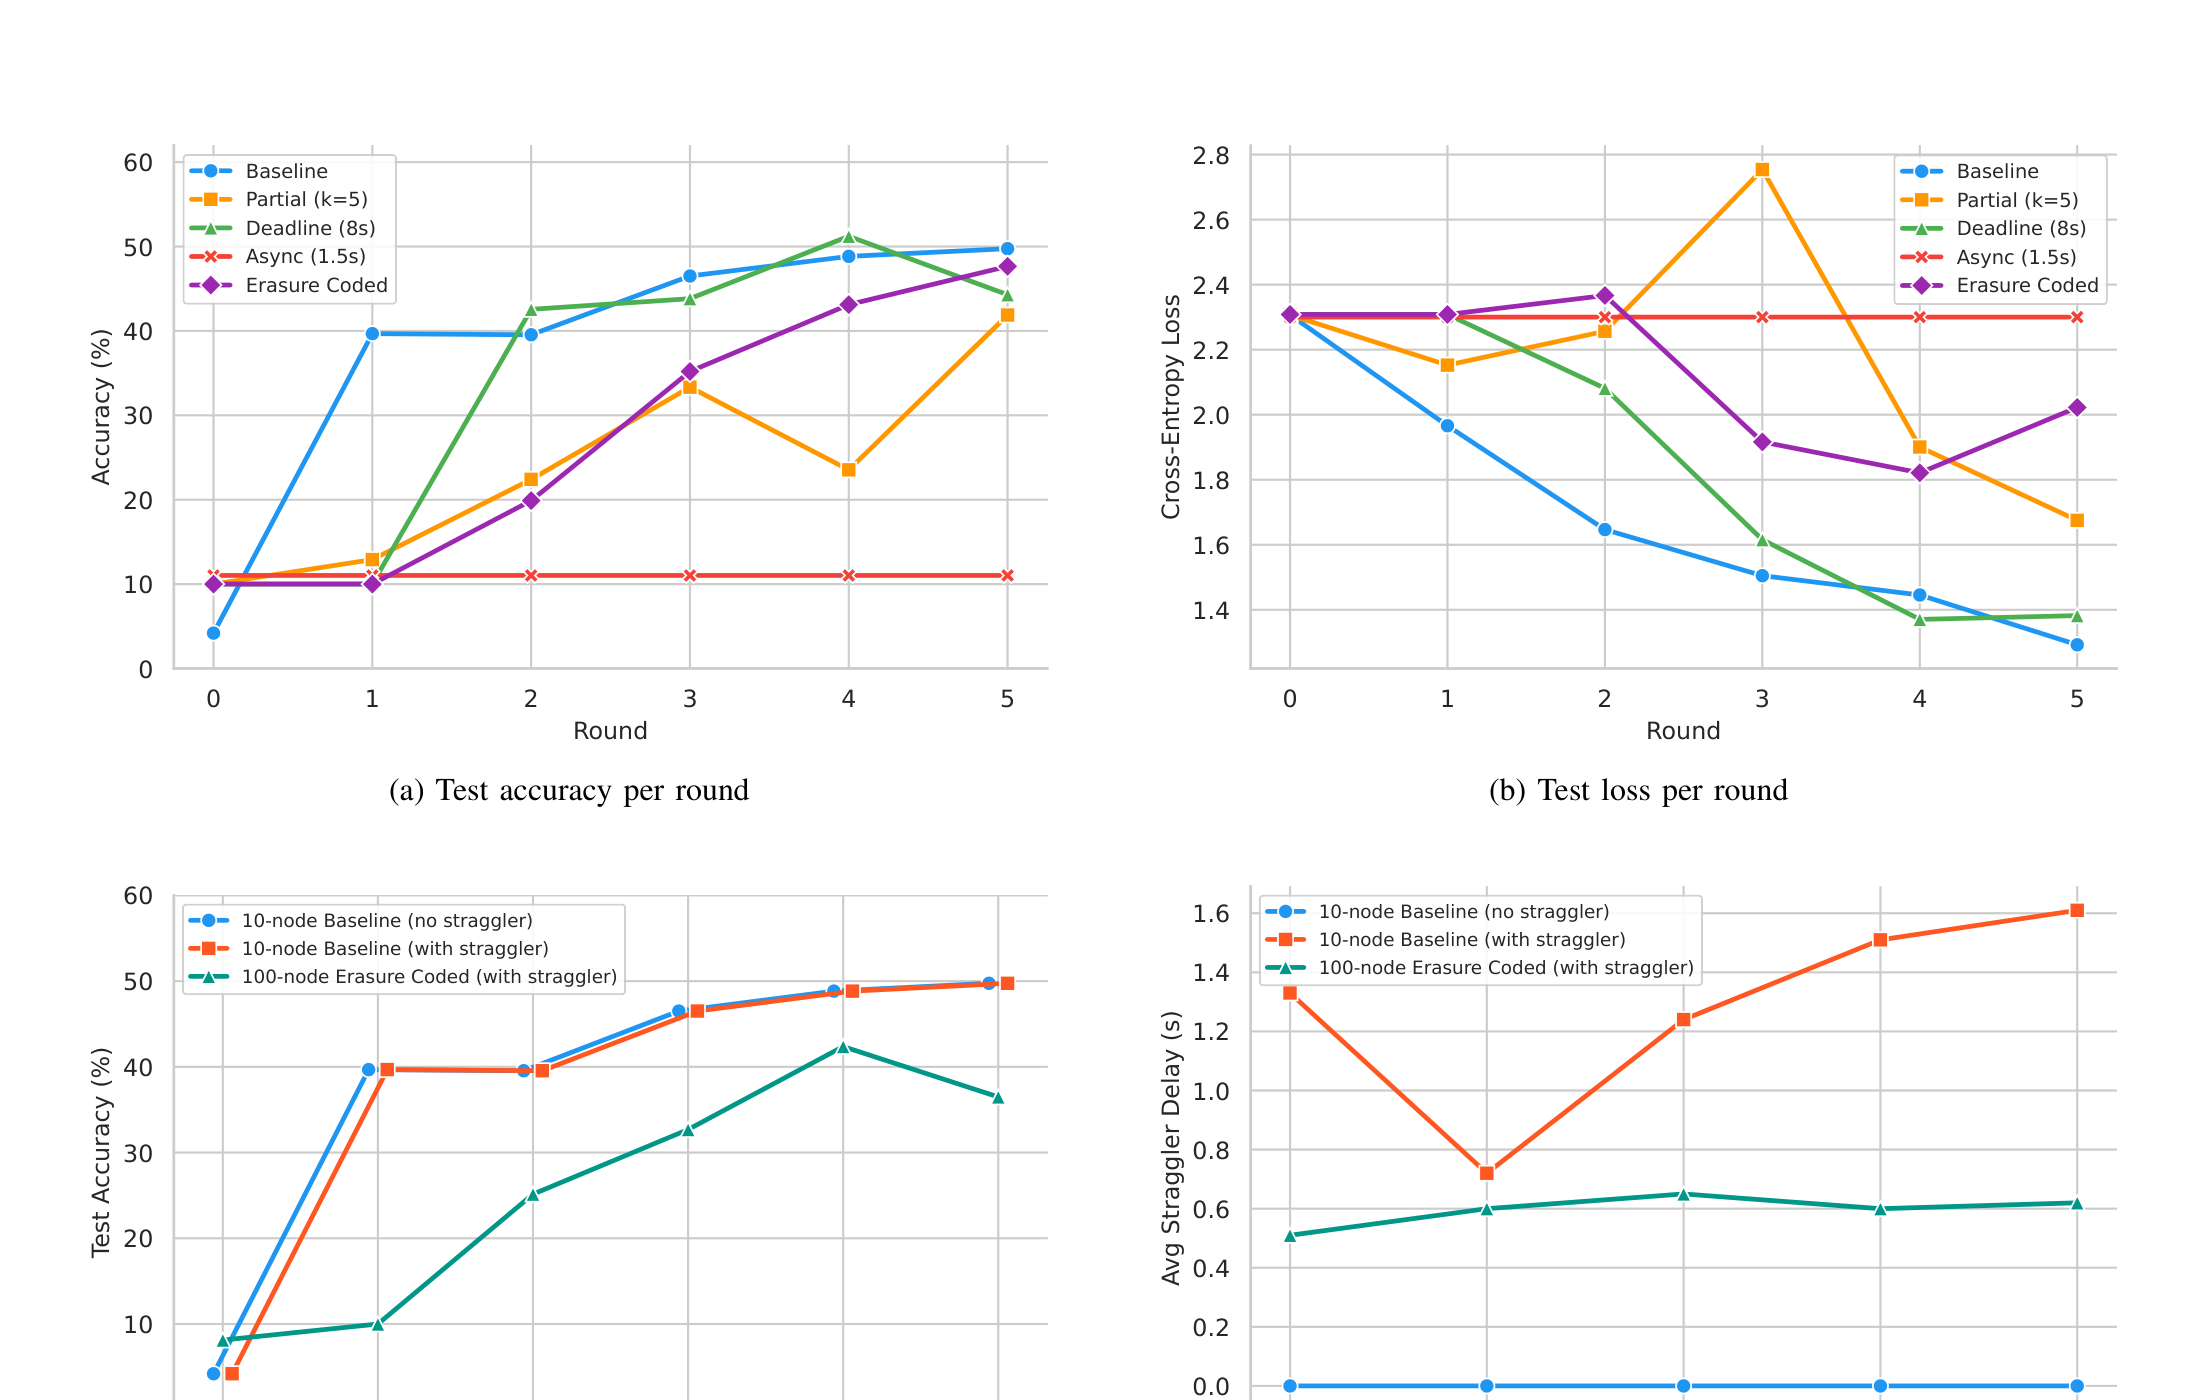 60
50
40
30
20
10
0
Accuracy (%)
Baseline
Partial (k=5)
Deadline (8s)
Async (1.5s)
Erasure Coded
0 1 2 3 4 5
Round
(a) Test accuracy per round
2.8
2.6
2.4
2.2
2.0
1.8
1.6
1.4
Cross-Entropy Loss
Baseline
Partial (k=5)
Deadline (8s)
Async (1.5s)
Erasure Coded
0 1 2 3 4 5
Round
(b) Test loss per round
60
50
40
30
20
10
Test Accuracy (%)
10-node Baseline (no straggler)
10-node Baseline (with straggler)
100-node Erasure Coded (with straggler)
1.6
1.4
1.2
1.0
0.8
0.6
0.4
0.2
0.0
Avg Straggler Delay (s)
10-node Baseline (no straggler)
10-node Baseline (with straggler)
100-node Erasure Coded (with straggler)